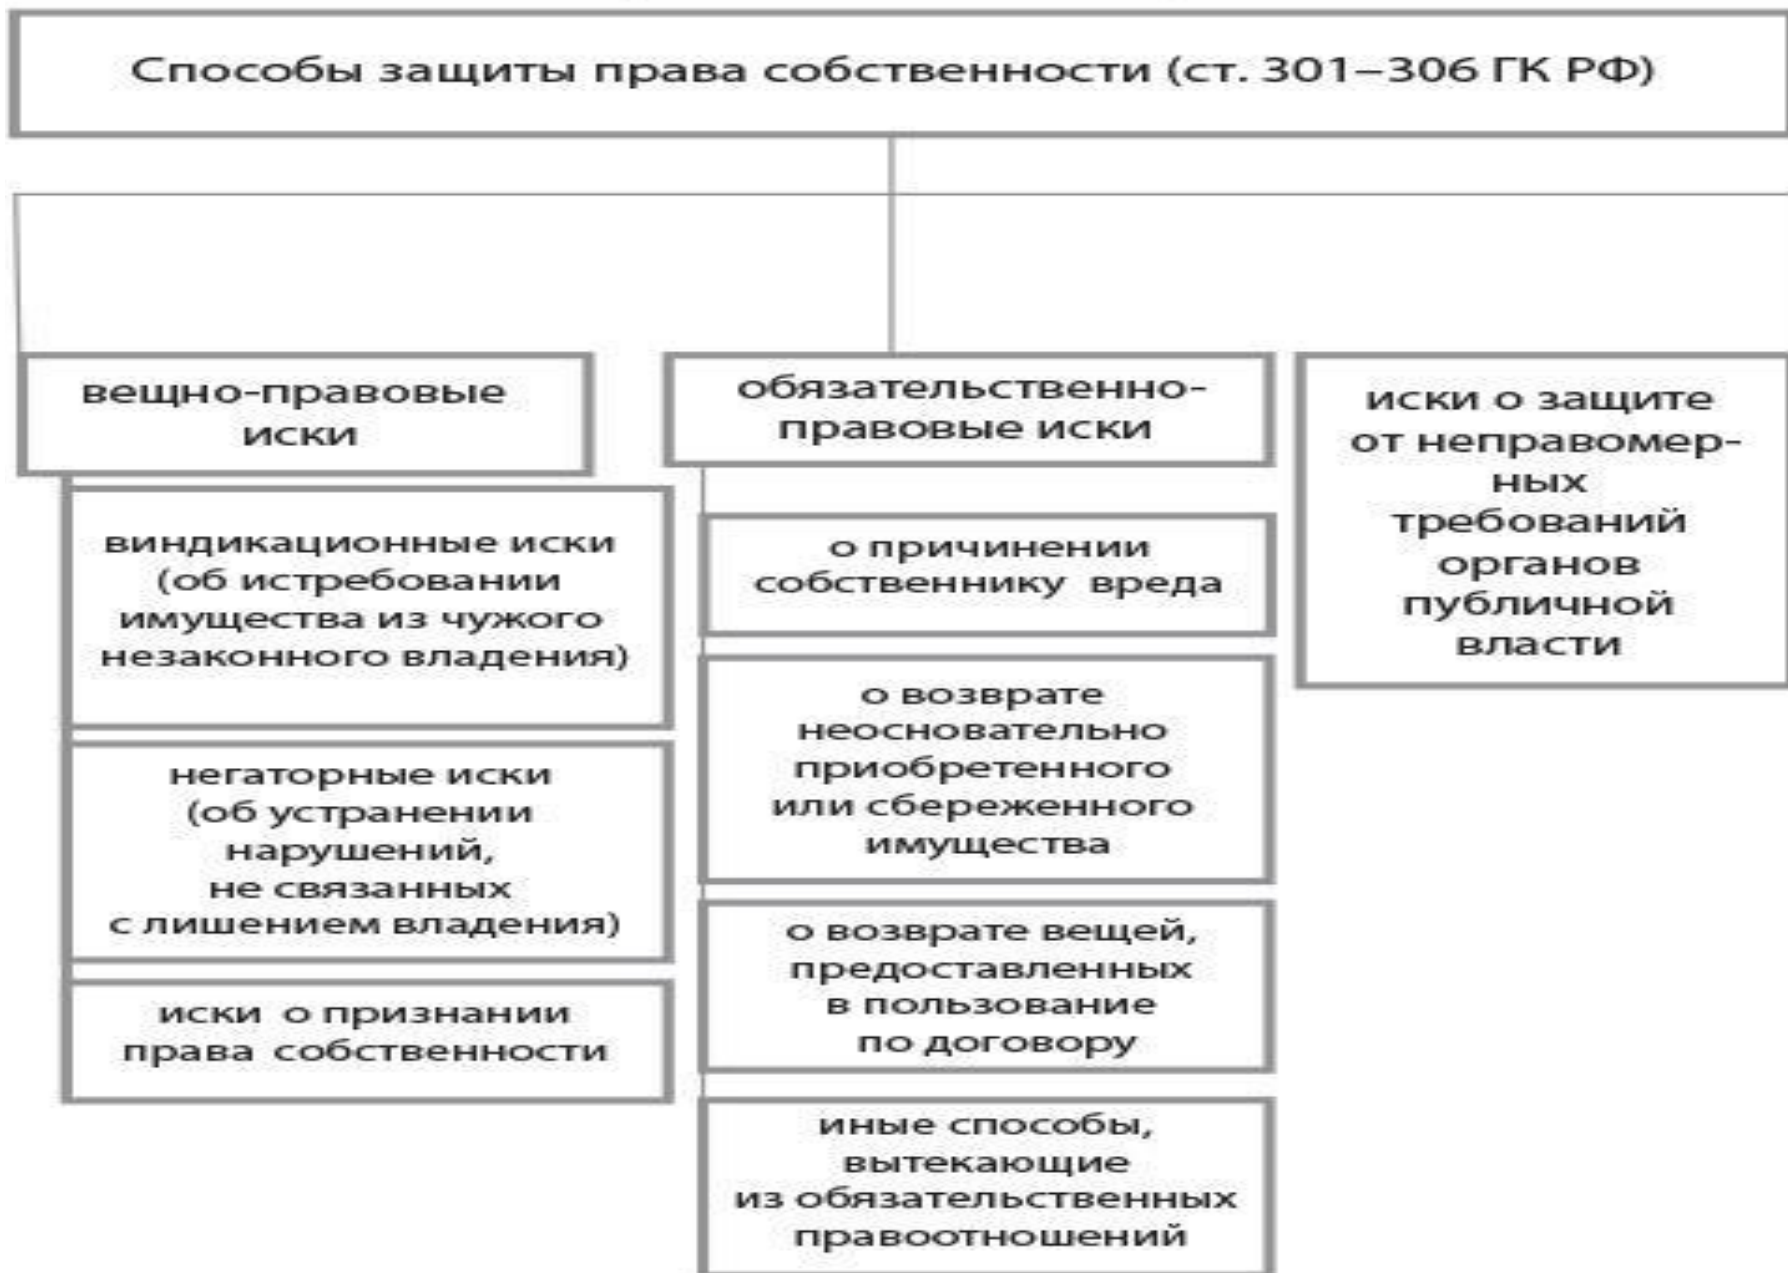 Способы защиты права собственности (ст. 301–306 ГК РФ)
вещно-правовые
иски
виндикационные иски
(об истребовании
имущества из чужого
незаконного владения)
негаторные иски
(об устранении
нарушений,
не связанных
с лишением владения)
иски о признании
права собственности
обязательственно-
правовые иски
о причинении
собственнику вреда
о возврате
неосновательно
приобретенного
или сбереженного
имущества
о возврате вещей,
предоставленных
в пользование
по договору
иные способы,
вытекающие
из обязательственных
правоотношений
иски о защите
от неправомер-
ных
требований
органов
публичной
власти